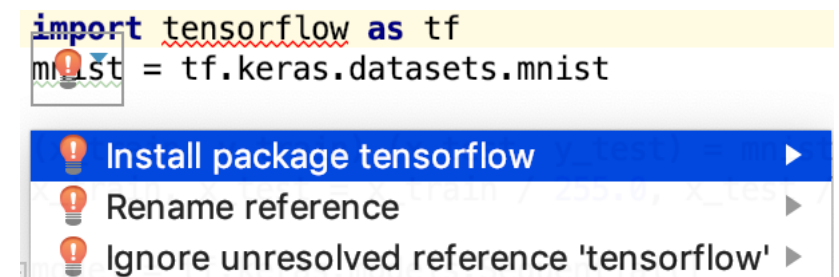 import tensorflow as tf
mnist = tf.keras.datasets.mnist
Install package tensorflow
Rename reference
Ignore unresolved reference 'tensorflow'